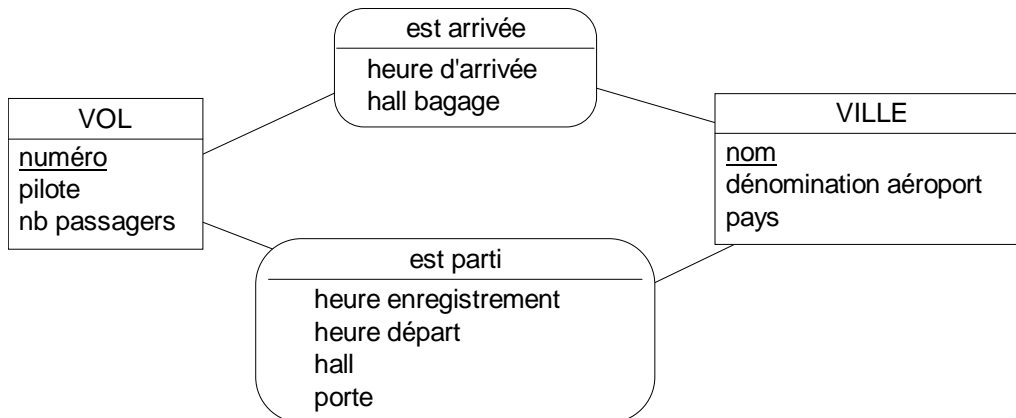 est arrivée
heure d'arrivée
hall bagage
VOL
numéro
pilote
nb passagers
VILLE
nom
dénomination aéroport
pays
est parti
heure enregistrement
heure départ
hall
porte